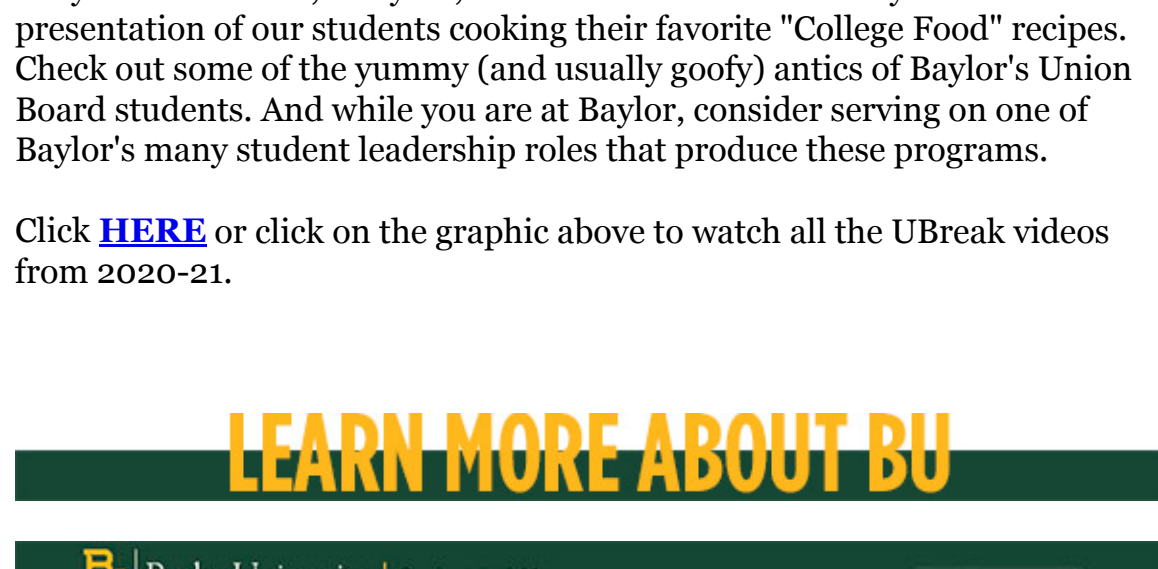 presentation of our students cooking their favorite "College Food" recipes.
Check out some of the yummy (and usually goofy) antics of Baylor's Union
Board students. And while you are at Baylor, consider serving on one of
Baylor's many student leadership roles that produce these programs.
Click HERE or click on the graphic above to watch all the UBreak videos
from 2020-21.
LEARN MORE ABOUT BU